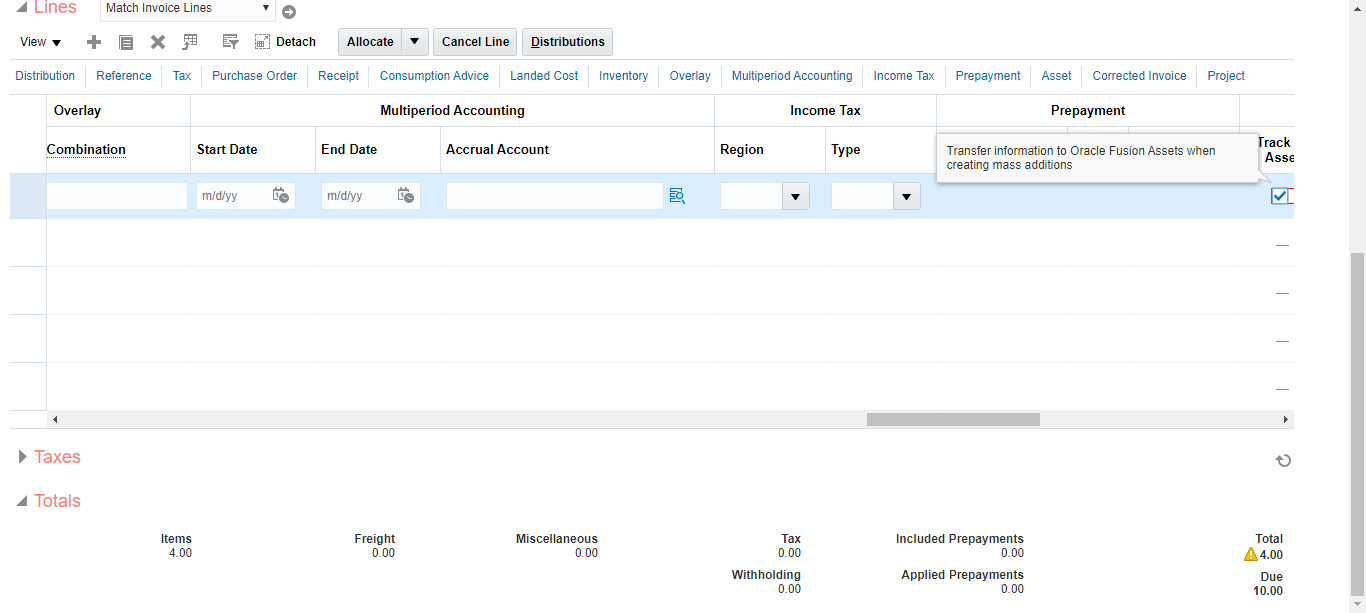 Lines
Match Invoice Lines
View
Detach
Allocate
Cancel Line
Distributions
Distribution Reference Tax Purchase Order Receipt Consumption Advice Landed Cost Inventory Overlay Multiperiod Accounting Income Tax Prepayment Asset Corrected Invoice Project
Overlay Multiperiod Accounting Income Tax Prepayment
Combination Start Date End Date Accrual Account Region Type
Transfer information to Oracle Fusion Assets when
creating mass additions
Track
Asse
m/d/yy m/d/yy
Taxes
Totals
Items Freight Miscellaneous Tax Included Prepayments Total
4.00 0.00 0.00 0.00 0.00 4.00
Withholding Applied Prepayments Due
0.00 0.00 10.00